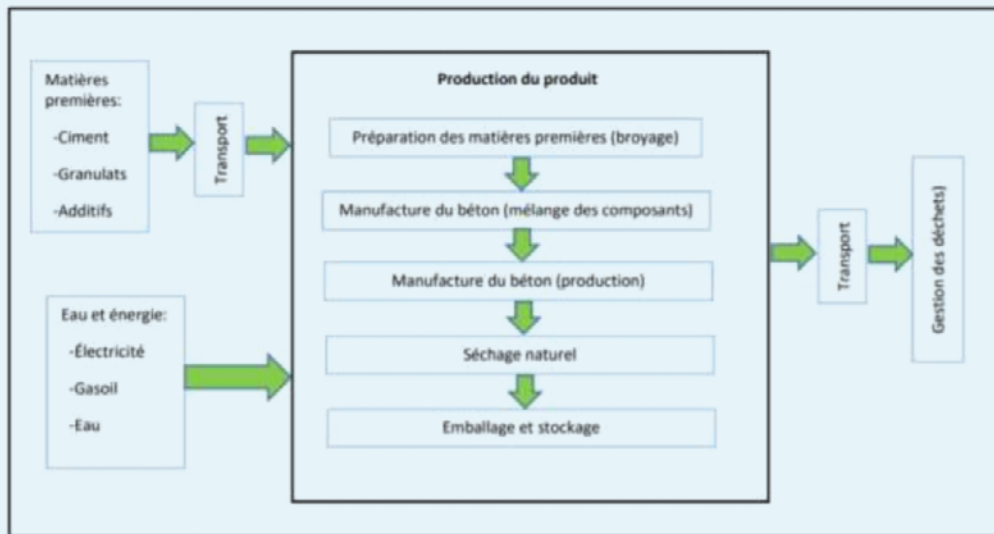 Matières
premières:
-Ciment
-Granulats
-Additifs
Transport
Eau et énergie:
-Électricité
-Gasoil
-Eau
Production du produit
Préparation des matières premières (broyage)
Manufacture du béton (mélange des composants)
Manufacture du béton (production)
Séchage naturel
Emballage et stockage
Transport
Gestion des déchets